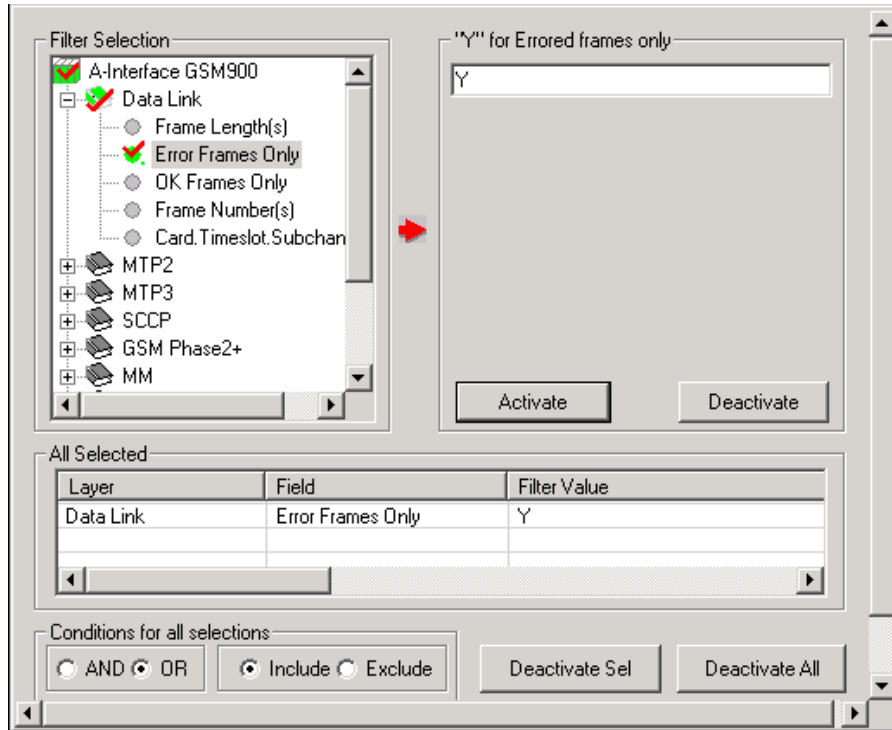 Filter Selection
A-Interface GSM900
Data Link
Frame Length(s)
Error Frames Only
OK Frames Only
Frame Number(s)
Card.Timeslot.Subchan
MTP2
MTP3
SCCP
GSM Phase2+
MM
"Y" for Errored frames only
Y
Activate
Deactivate
All Selected
Layer Field Filter Value
Data Link Error Frames Only Y
Conditions for all selections
AND OR Include Exclude
Deactivate Sel
Deactivate All